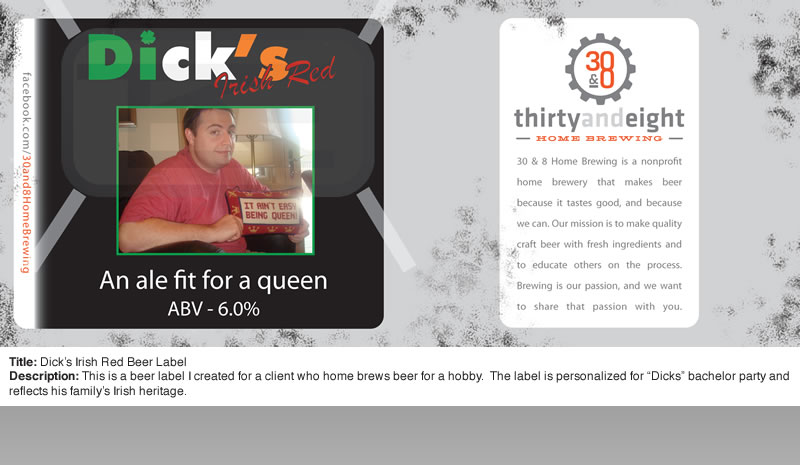 Dick's
Irish Red
facebook.com/30and8HomeBrewing
IT AIN'T EASY
BEING QUEEN!
An ale fit for a queen
ABV - 6.0%
30
&
8
thirtyandeight
HOME BREWING
30 & 8 Home Brewing is a nonprofit
home brewery that makes beer
because it tastes good, and because
we can. Our mission is to make quality
craft beer with fresh ingredients and
to educate others on the process.
Brewing is our passion, and we want
to share that passion with you.
Title: Dick's Irish Red Beer Label
Description: This is a beer label I created for a client who home brews beer for a hobby.  The label is personalized for “Dicks” bachelor party and
reflects his family's Irish heritage.